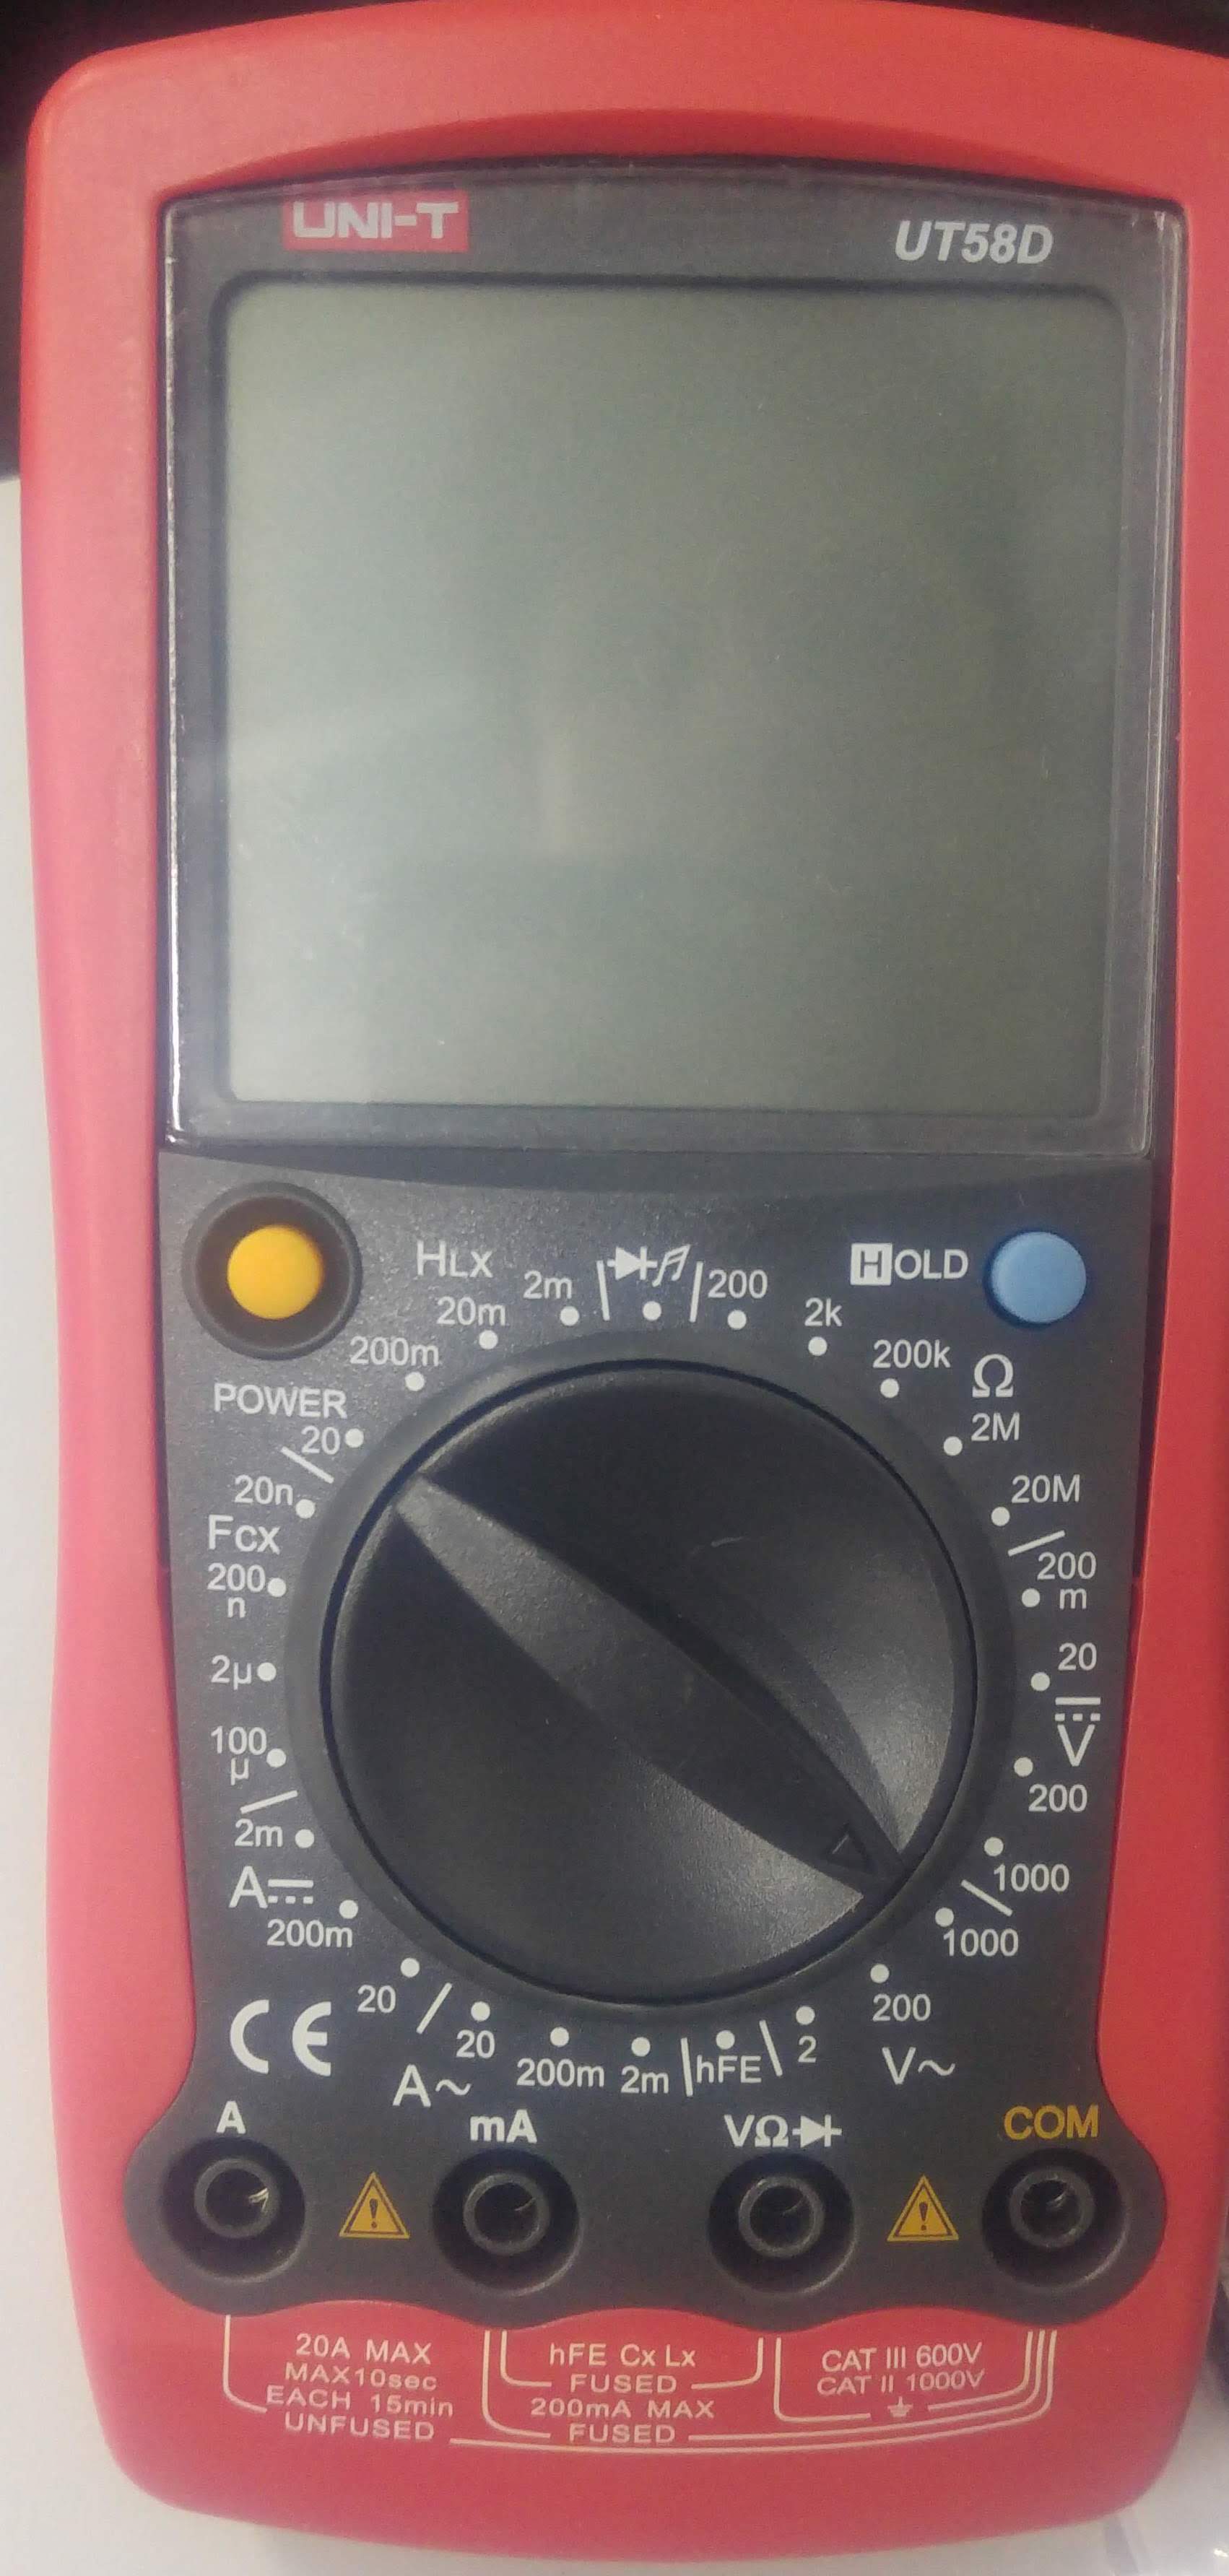 UNI-T
UT58D
HLX
2m
200
HOLD
20m
2k
200m
200k
Ω
POWER
20
2M
20n
20M
Fcx
200
n
200
m
2µ
20
V
100
µ
200
2m
1000
A
200m
1000
20
20
200m
2m
hFE
2
200
CE
A~
V~
A
mA
VΩ
COM
20A MAX
MAX10sec
EACH 15min
UNFUSED
hFE Cx Lx
FUSED
200mA MAX
FUSED
CAT III 600V
CAT II 1000V